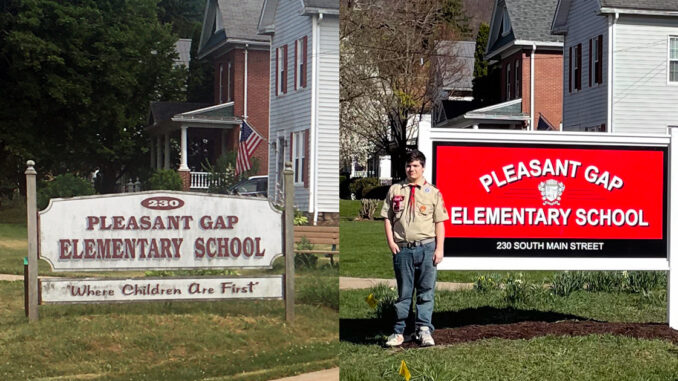 230
PLEASANT GAP
ELEMENTARY SCHOOL
"Where Children Are First"
PLEASANT GAP
ELEMENTARY SCHOOL
230 SOUTH MAIN STREET